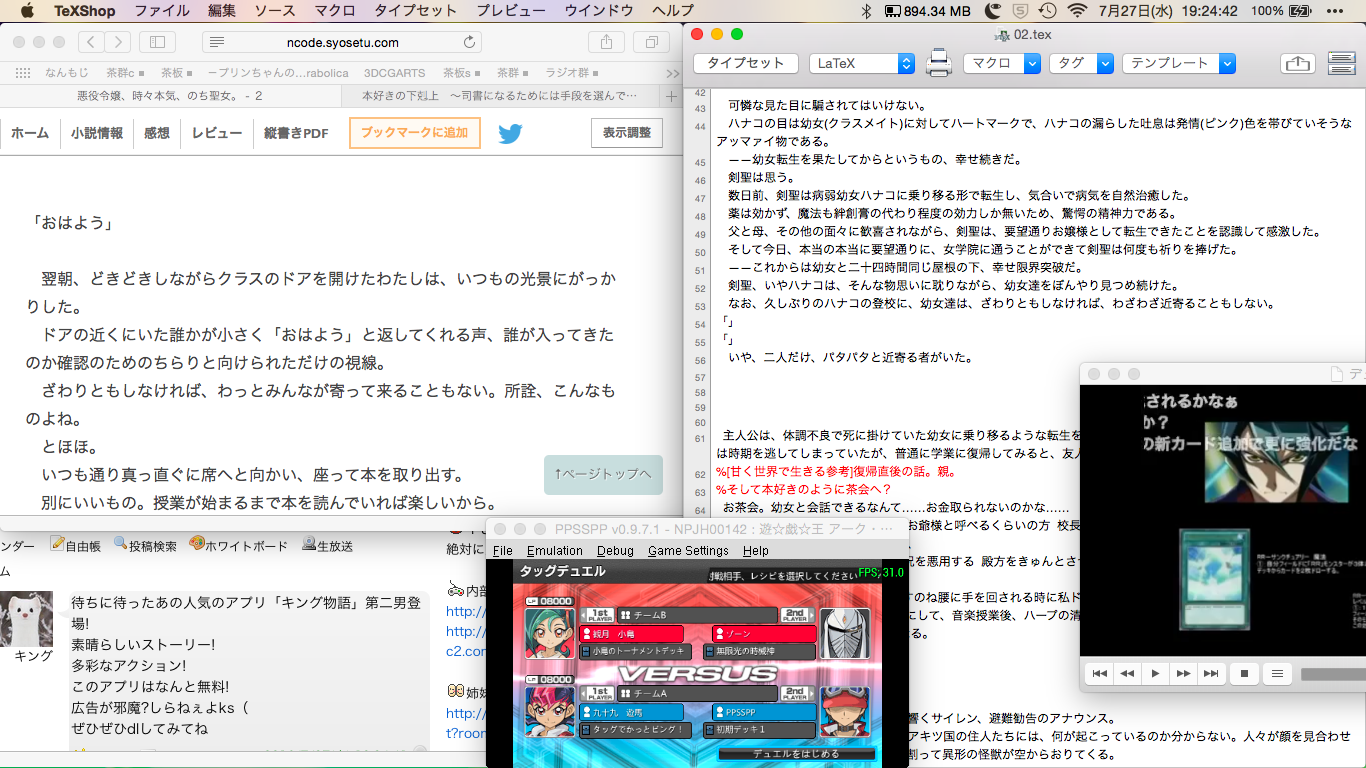 TeXShop ファイル 編集 ソース マクロ タイプセット プレビュー ウインドウ ヘルプ
894.34 MB 7月27日(水) 19:24:42 100%
ncode.syosetu.com
なんもじ 茶群c 茶板 ープリンちゃんの…rabolica 3DCGARTS 茶板s 茶群 ラジオ群
悪役令嬢、時々本気、のち聖女。 - 2
本好きの下剋上 ～司書になるためには手段を選んで…
ホーム 小説情報 感想 レビュー 縦書きPDF ブックマークに追加 表示調整
「おはよう」
翌朝、どきどきしながらクラスのドアを開けたわたしは、いつもの光景にがっか
りした。
ドアの近くにいた誰かが小さく「おはよう」と返してくれる声、誰が入ってきた
のか確認のためのちらりと向けられただけの視線。
ざわりともしなければ、わっとみんなが寄って来ることもない。所詮、こんなも
のよね。
とほほ。
いつも通り真っ直ぐに席へと向かい、座って本を取り出す。
別にいいもの。授業が始まるまで本を読んでいれば楽しいから。
↑ページトップへ
02.tex
タイプセット LaTeX マクロ タグ テンプレート
42
43 可憐な見た目に騙されてはいけない。
44 ハナコの目は幼女(クラスメイト)に対してハートマークで、ハナコの漏らした吐息は発情(ピンク)色を帯びていそうな
アッマァイ物である。
45 ーー幼女転生を果たしてからというもの、幸せ続きだ。
46 剣聖は思う。
47 数日前、剣聖は病弱幼女ハナコに乗り移る形で転生し、気合いで病気を自然治癒した。
48 薬は効かず、魔法も絆創膏の代わり程度の効力しか無いため、驚愕の精神力である。
49 父と母、その他の面々に歓喜されながら、剣聖は、要望通りお嬢様として転生できたことを認識して感激した。
50 そして今日、本当の本当に要望通りに、女学院に通うことができて剣聖は何度も祈りを捧げた。
51 ーーこれからは幼女と二十四時間同じ屋根の下、幸せ限界突破だ。
52 剣聖、いやハナコは、そんな物思いに耽りながら、幼女達をぼんやり見つめ続けた。
53 なお、久しぶりのハナコの登校に、幼女達は、ざわりともしなければ、わざわざ近寄ることもしない。
54 「」
55 「」
56 いや、二人だけ、パタパタと近寄る者がいた。
57
58
59
60
61 主人公は、体調不良で死に掛けていた幼女に乗り移るような転生を
は時期を逃してしまっていたが、普通に学業に復帰してみると、友人
62 %[甘く世界で生きる参考]復帰直後の話。親。
63 %そして本好きのように茶会へ?
64 お茶会。幼女と会話できるなんて……お金取られないのかな……
お爺様と呼べるくらいの方 校長
を悪用する 殿方をきゅんとさ
のね腰に手を回される時に私ド
にして、音楽授業後、ハープの清
る。
響くサイレン、避難勧告のアナウンス。
アキツ国の住人たちには、何が起こっているのか分からない。人々が顔を見合わせ
割って異形の怪獣が空からおりてくる。
デ
されるかなぁ
か？
の新カード追加で更に強化だな
RR－サンクチュアリー 魔法
ンダー 自由帳 投稿検索 ホワイトボード 生放送
ム
キング
待ちに待ったあの人気のアプリ「キング物語」第二男登
場!
素晴らしいストーリー!
多彩なアクション!
このアプリはなんと無料!
広告が邪魔?しらねぇよks（
ぜひぜひdlしてみてね
絶対に
内部
http://
http://
c2.con
姉妹
http://
t?roon
PPSSPP v0.9.7.1 - NPJH00142 : 遊☆戯☆王 アーク・…
File Emulation Debug Game Settings Help
タッグデュエル
対戦相手、レシピを選択してください
FPS: 31.0
LP 08000
1st PLAYER チームB 2nd PLAYER
観月 小鳥 ゾーン
小鳥のトーナメントデッキ 無限光の時械神
VERSUS
LP 08000
1st PLAYER チームA 2nd PLAYER
九十九 遊馬 PPSSPP
タッグでかっとビング！ 初期デッキ１
デュエルをはじめる